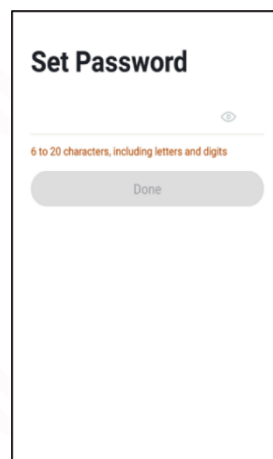 Set Password
6 to 20 characters, including letters and digits
Done